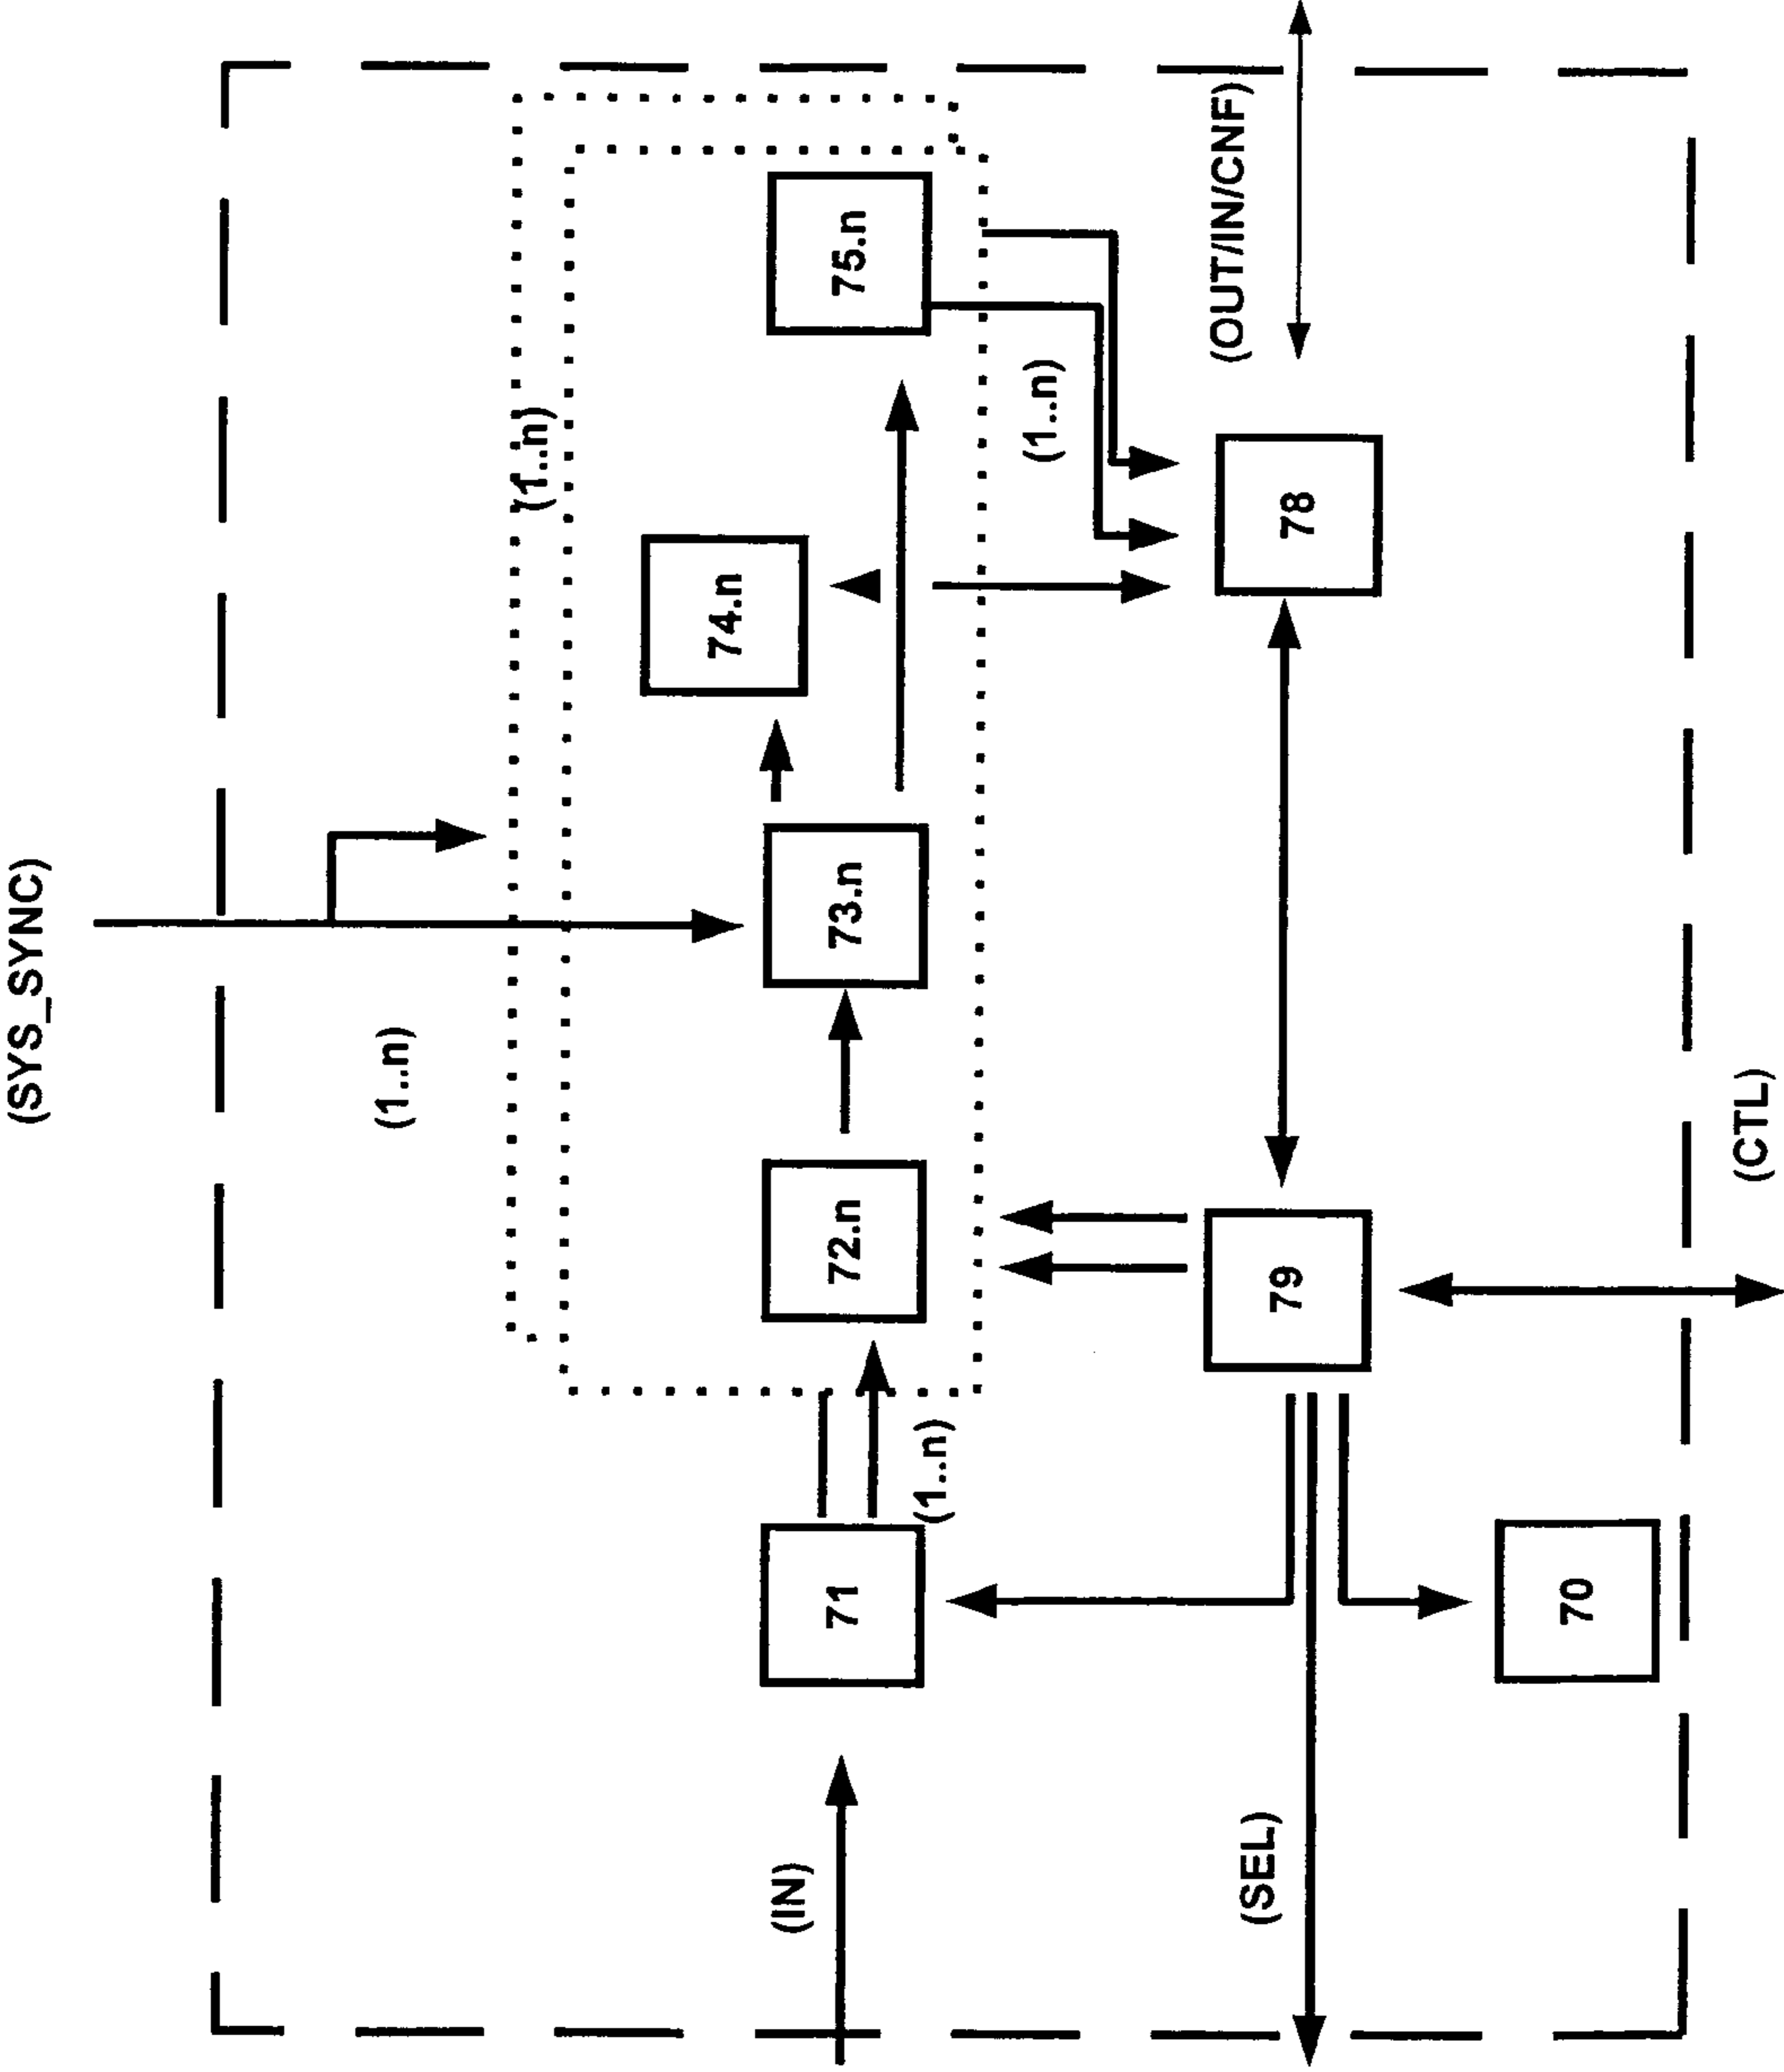 (SYS_SYNC)
(1..n)
(1..n)
74.n
(IN)
71
(1..n)
72.n
73.n
75.n
(1..n)
(SEL)
79
78
(OUT/IN/CNF)
70
(CTL)